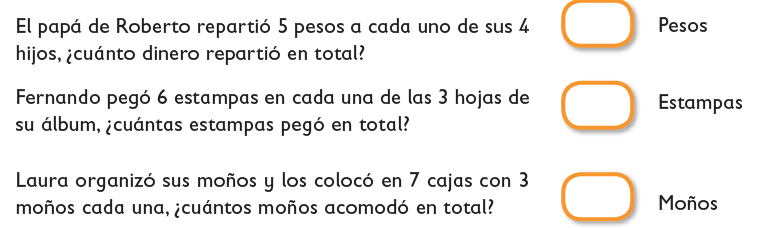 El papá de Roberto repartió 5 pesos a cada uno de sus 4
hijos, ¿cuánto dinero repartió en total?
Pesos
Fernando pegó 6 estampas en cada una de las 3 hojas de
su álbum, ¿cuántas estampas pegó en total?
Estampas
Laura organizó sus moños y los colocó en 7 cajas con 3
moños cada una, ¿cuántos moños acomodó en total?
Moños